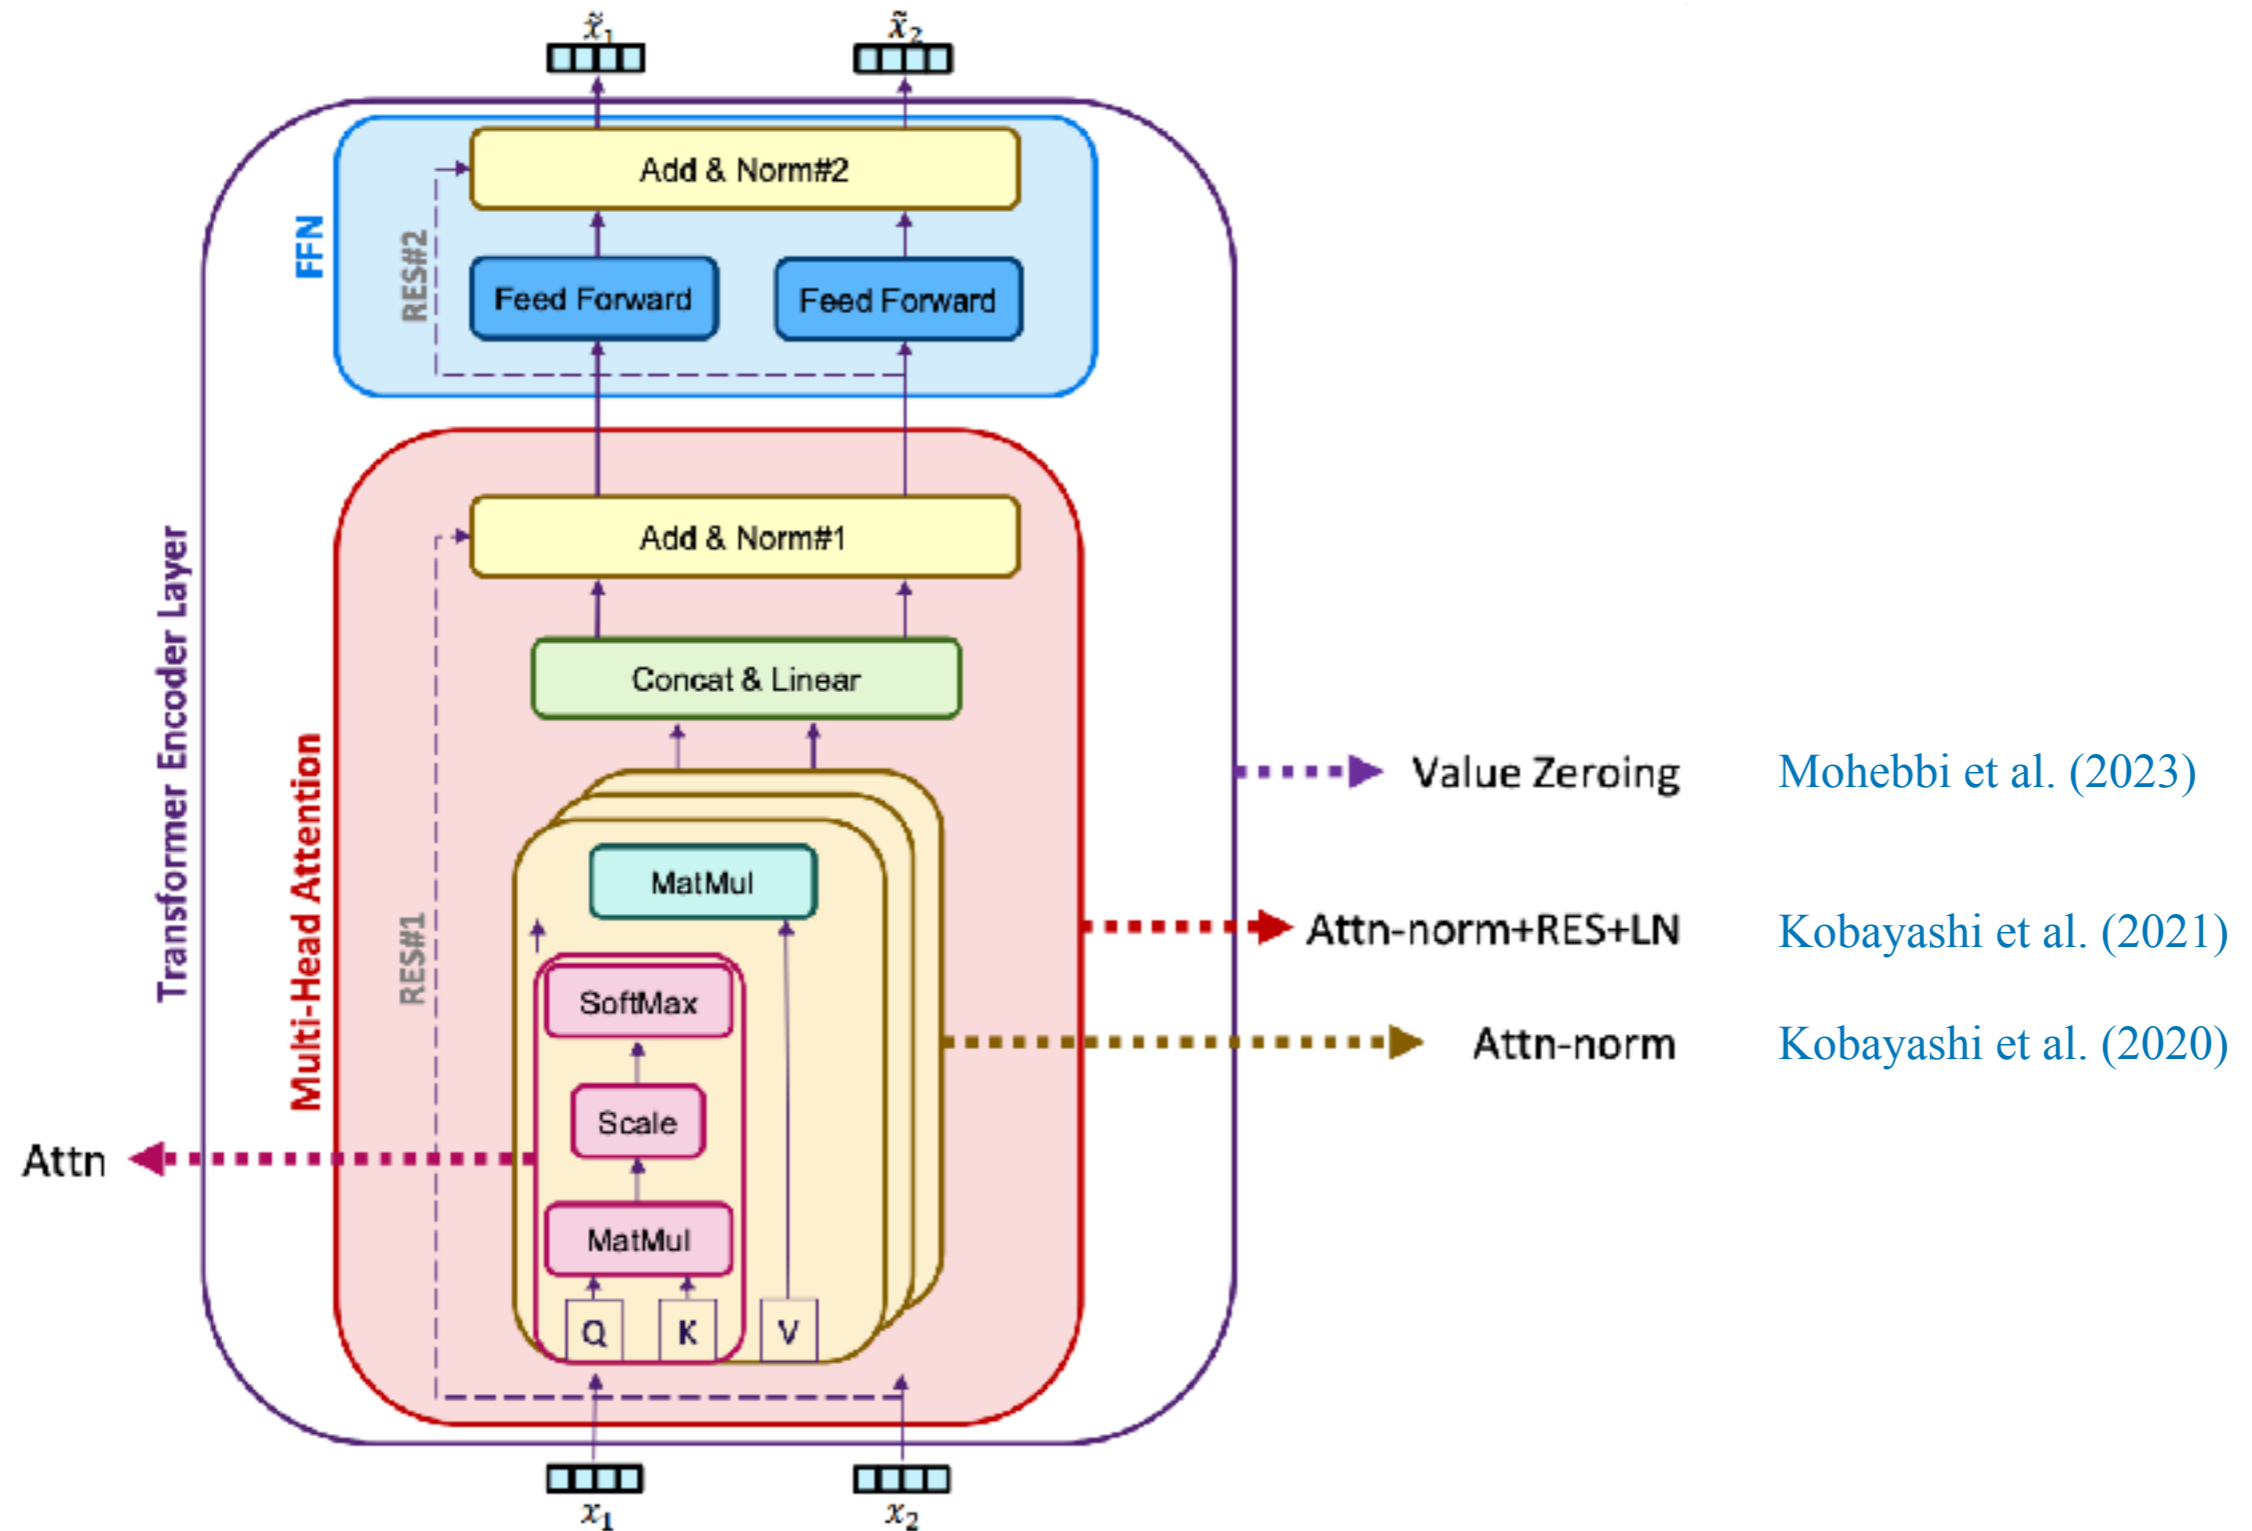 x̃₁ x̃₂
Add & Norm#2
FFN
RES#2
Feed Forward Feed Forward
Add & Norm#1
Transformer Encoder Layer
Concat & Linear
Multi-Head Attention
Value Zeroing Mohebbi et al. (2023)
MatMul
RES#1
Attn-norm+RES+LN Kobayashi et al. (2021)
SoftMax
Attn-norm Kobayashi et al. (2020)
Scale
Attn
MatMul
Q K V
x₁ x₂